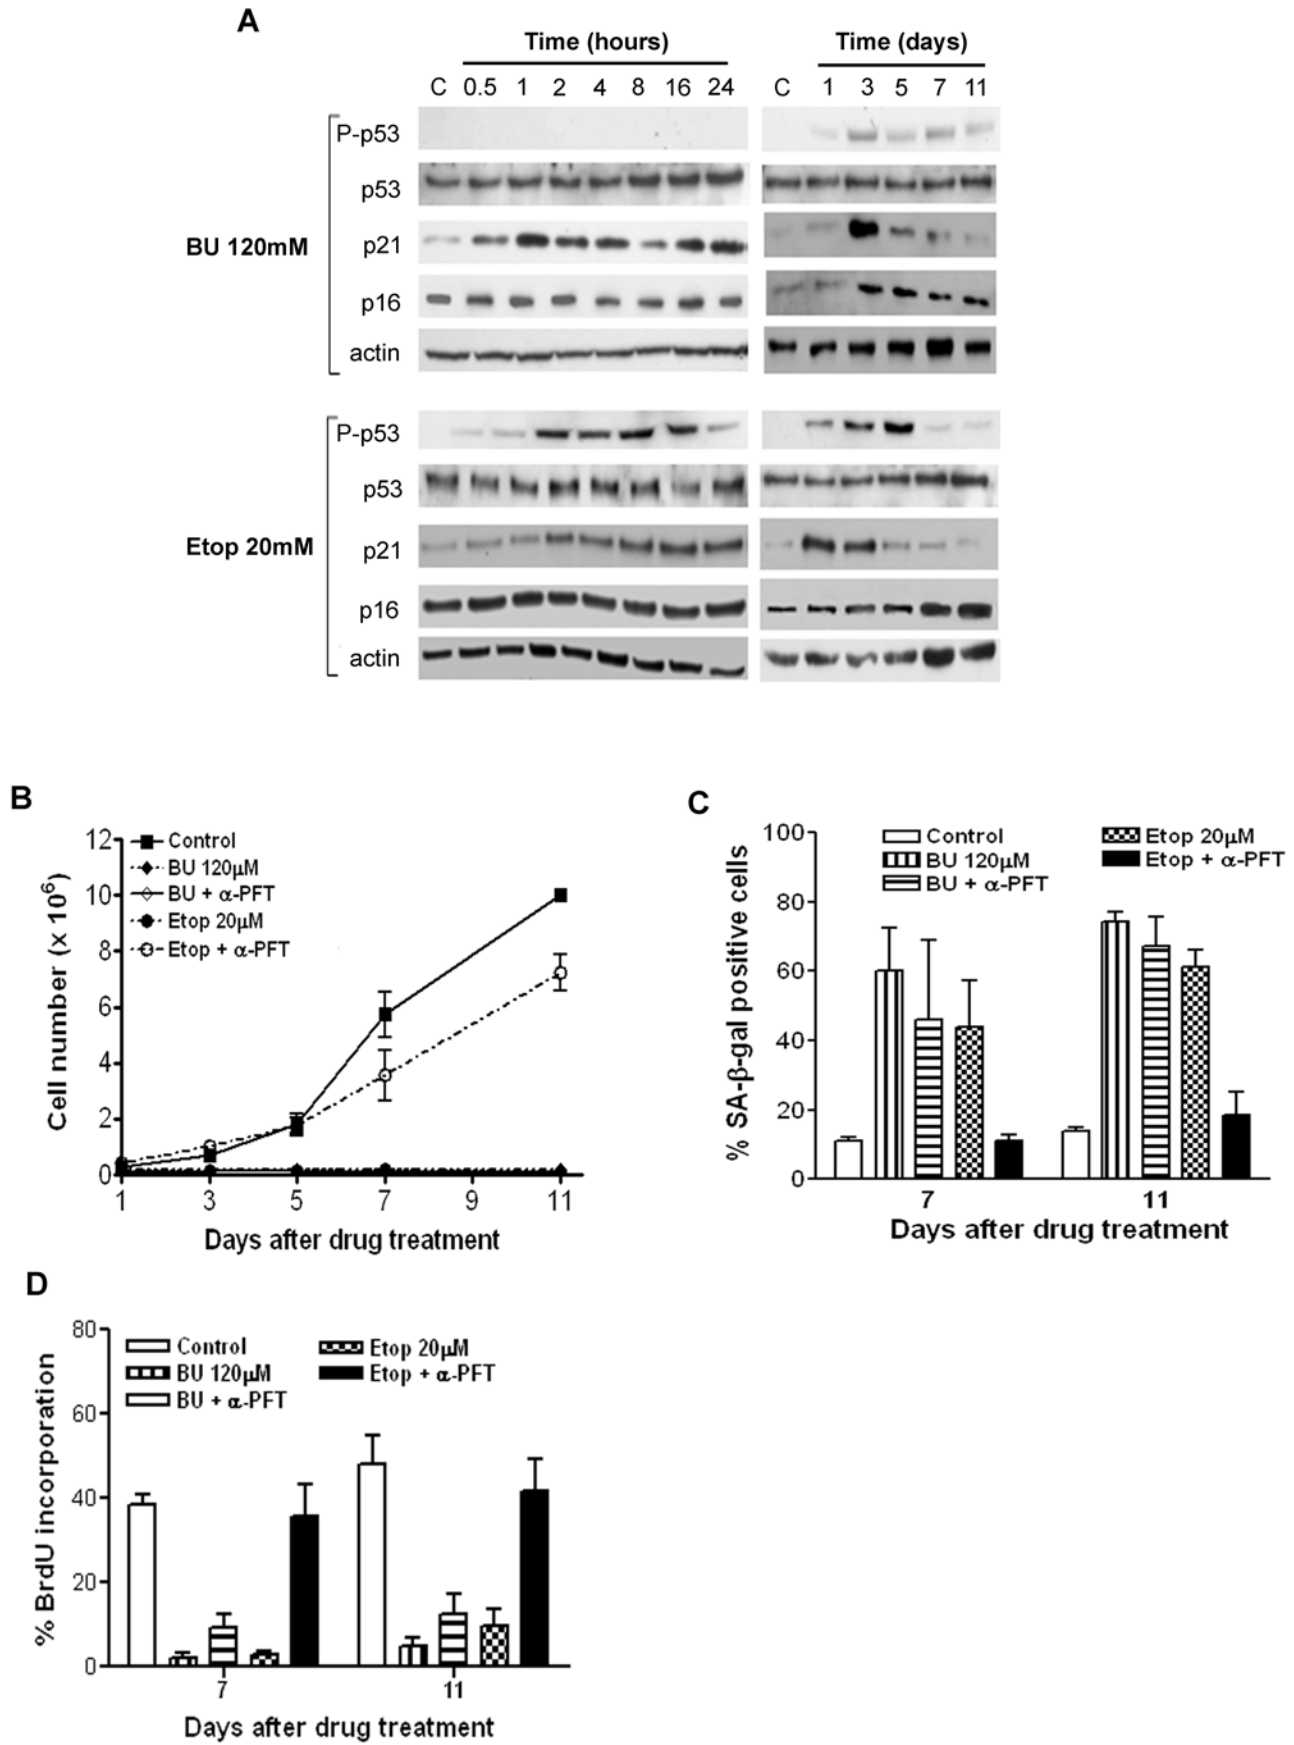 A
Time (hours)
Time (days)
C 0.5 1 2 4 8 16 24
C 1 3 5 7 11
BU 120mM
P-p53
p53
p21
p16
actin
Etop 20mM
P-p53
p53
p21
p16
actin
B
Cell number (x 10⁶)
12
10
8
6
4
2
0
Control
BU 120μM
BU + α-PFT
Etop 20μM
Etop + α-PFT
1 3 5 7 9 11
Days after drug treatment
C
% SA-β-gal positive cells
100
80
60
40
20
0
Control
BU 120μM
BU + α-PFT
Etop 20μM
Etop + α-PFT
7 11
Days after drug treatment
D
% BrdU incorporation
80
60
40
20
0
Control
BU 120μM
BU + α-PFT
Etop 20μM
Etop + α-PFT
7 11
Days after drug treatment